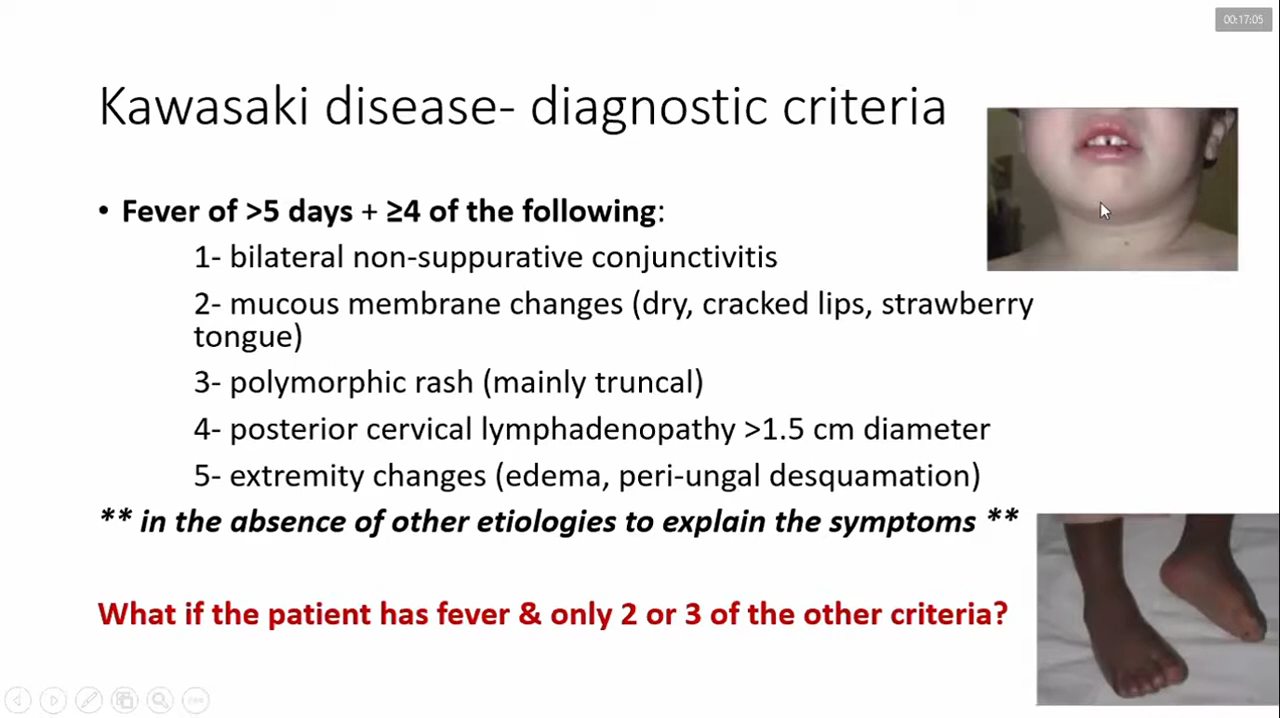 00:17:05
Kawasaki disease- diagnostic criteria
• Fever of >5 days + ≥4 of the following:
1- bilateral non-suppurative conjunctivitis
2- mucous membrane changes (dry, cracked lips, strawberry
tongue)
3- polymorphic rash (mainly truncal)
4- posterior cervical lymphadenopathy >1.5 cm diameter
5- extremity changes (edema, peri-ungal desquamation)
** in the absence of other etiologies to explain the symptoms **
What if the patient has fever & only 2 or 3 of the other criteria?